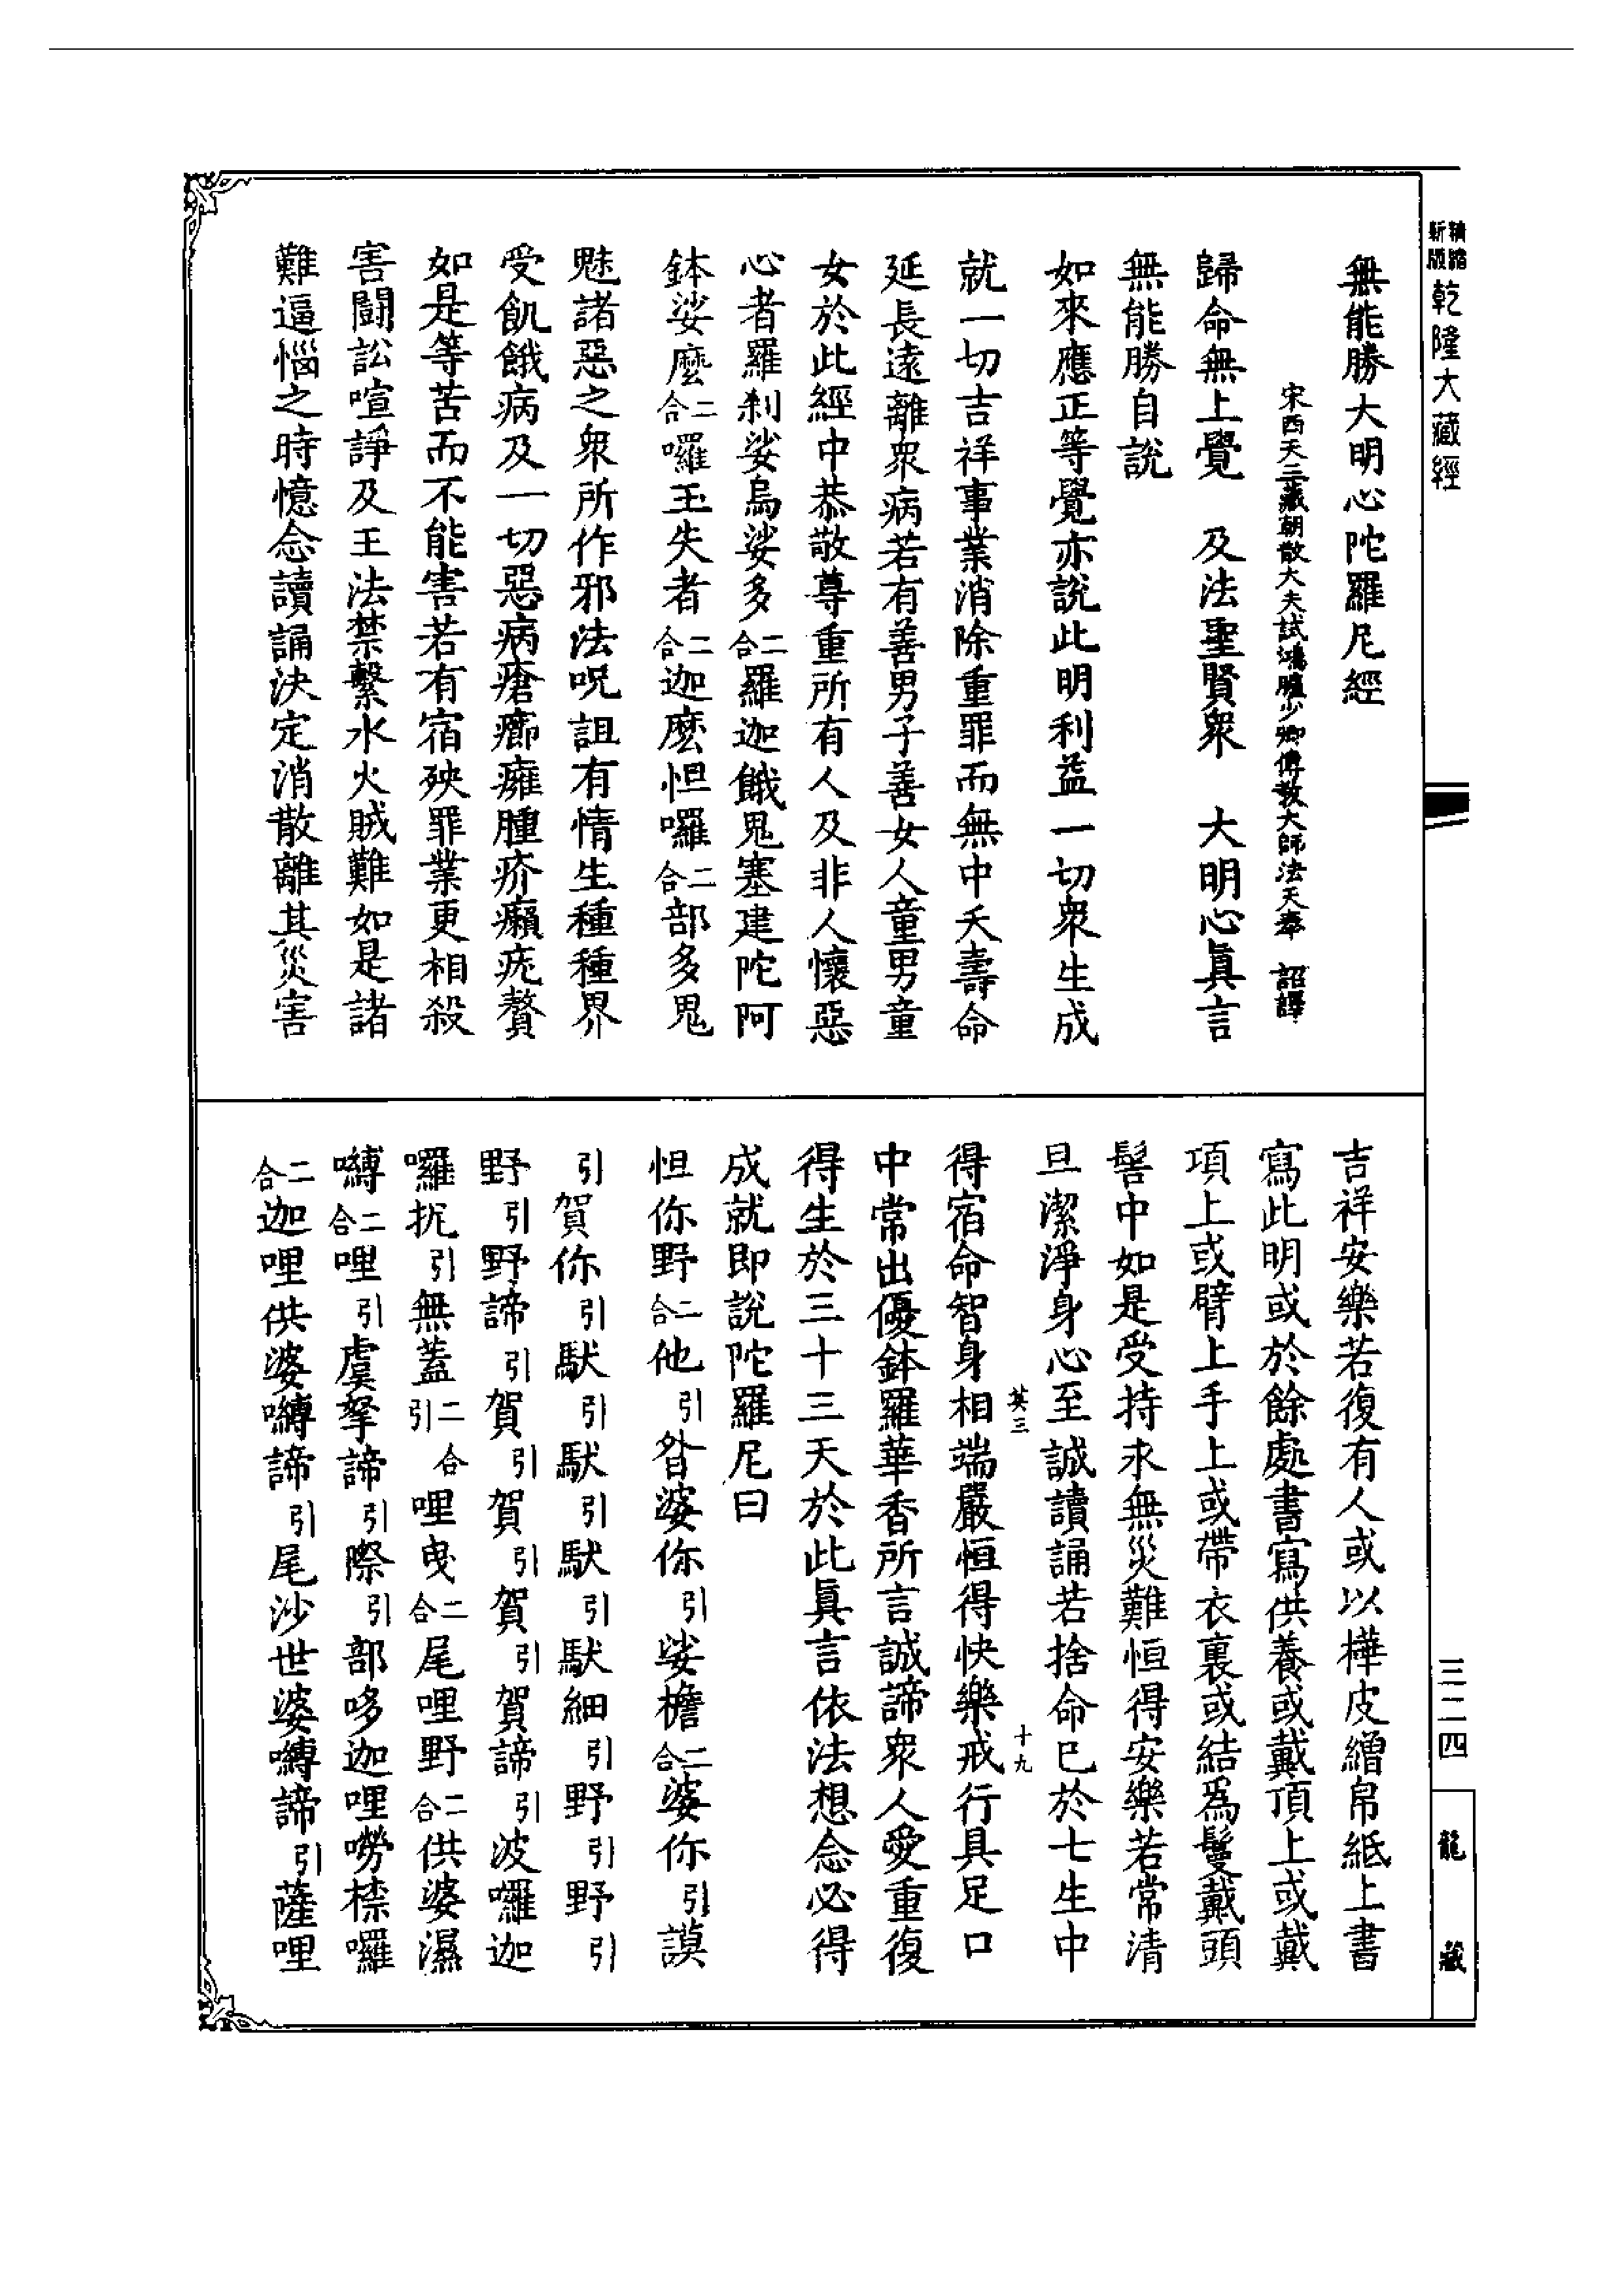 精縮
新版
乾隆大藏經
三二四
龍藏
無能勝大明心陀羅尼經
宋西天三藏朝散大夫試鴻臚少卿傳教大師法天奉 詔譯
歸命無上覺 及法聖賢衆 大明心眞言
無能勝自說
如來應正等覺亦說此明利益一切衆生成
就一切吉祥事業消除重罪而無中夭壽命
延長遠離衆病若有善男子善女人童男童
女於此經中恭敬尊重所有人及非人懷惡
心者羅刹娑烏娑多二合羅迦餓鬼塞建陀阿
鉢娑麼二合囉玉失者二合迦麽怛囉二合部多鬼
魅諸惡之衆所作邪法呪詛有情生種種界
受飢餓病及一切惡病瘡癤癰腫疥癩疣贅
如是等苦而不能害若有宿殃罪業更相殺
害鬪訟喧諍及王法禁繫水火賊難如是諸
難逼惱之時憶念讀誦決定消散離其災害
吉祥安樂若復有人或以樺皮繒帛紙上書
寫此明或於餘處書寫供養或戴頂上或戴
項上或臂上手上或帶衣裏或結爲鬘戴頭
髻中如是受持永無災難恒得安樂若常清
旦潔淨身心至誠讀誦若捨命已於七生中
英三 十九
得宿命智身相端嚴恒得快樂戒行具足口
中常出優鉢羅華香所言誠諦衆人愛重復
得生於三十三天於此眞言依法想念必得
成就即說陀羅尼曰
怛你野二合他引㫟婆你引娑檐二合婆你引謨
引賀你引馱引馱引馱細引野引野引
野引野諦引賀引賀引賀引賀諦引波囉迦
囉扼引無蓋二引合哩曳二合尾哩野二合供婆濕
嚩二合哩引虞拏諦引際引部哆迦哩嘮檪囉
二合迦哩供婆嚩諦引尾沙世婆嚩諦引薩哩